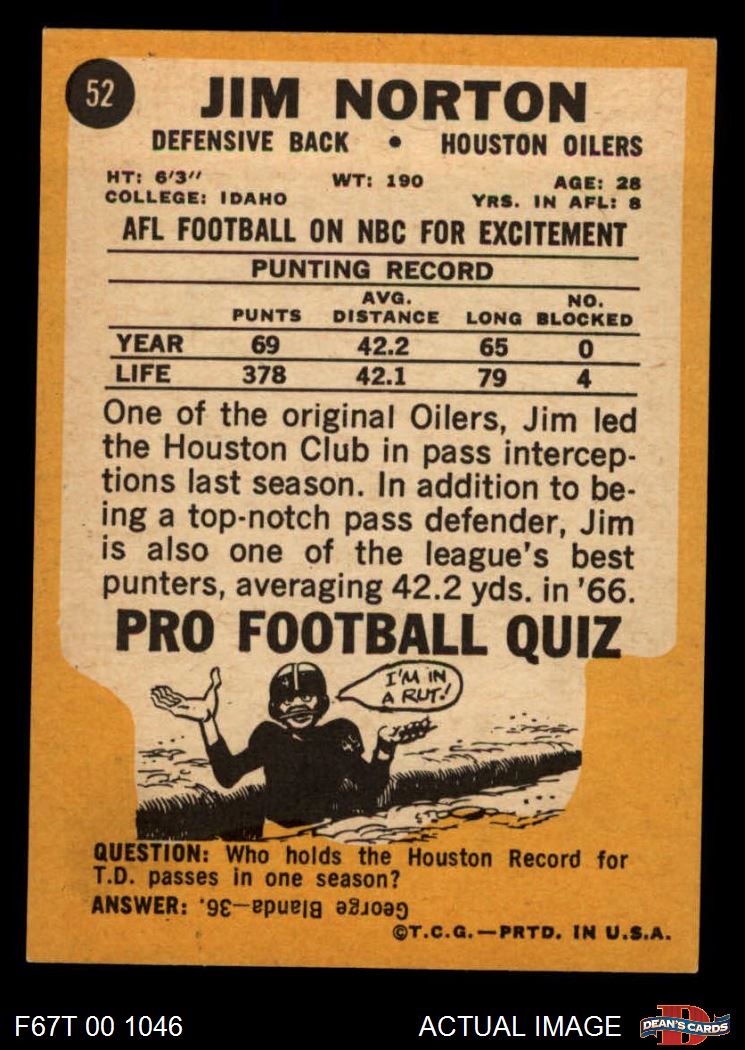 52
JIM NORTON
DEFENSIVE BACK • HOUSTON OILERS
HT: 6'3" WT: 190 AGE: 28
COLLEGE: IDAHO YRS. IN AFL: 8
AFL FOOTBALL ON NBC FOR EXCITEMENT
PUNTING RECORD
PUNTS AVG. DISTANCE LONG NO. BLOCKED
YEAR 69 42.2 65 0
LIFE 378 42.1 79 4
One of the original Oilers, Jim led
the Houston Club in pass intercep-
tions last season. In addition to be-
ing a top-notch pass defender, Jim
is also one of the league's best
punters, averaging 42.2 yds. in '66.
PRO FOOTBALL QUIZ
I'M IN
A RUT!
QUESTION: Who holds the Houston Record for
T.D. passes in one season?
ANSWER: George Blanda—36.
©T.C.G.—PRTD. IN U.S.A.
F67T 00 1046 ACTUAL IMAGE D DEAN'S CARDS